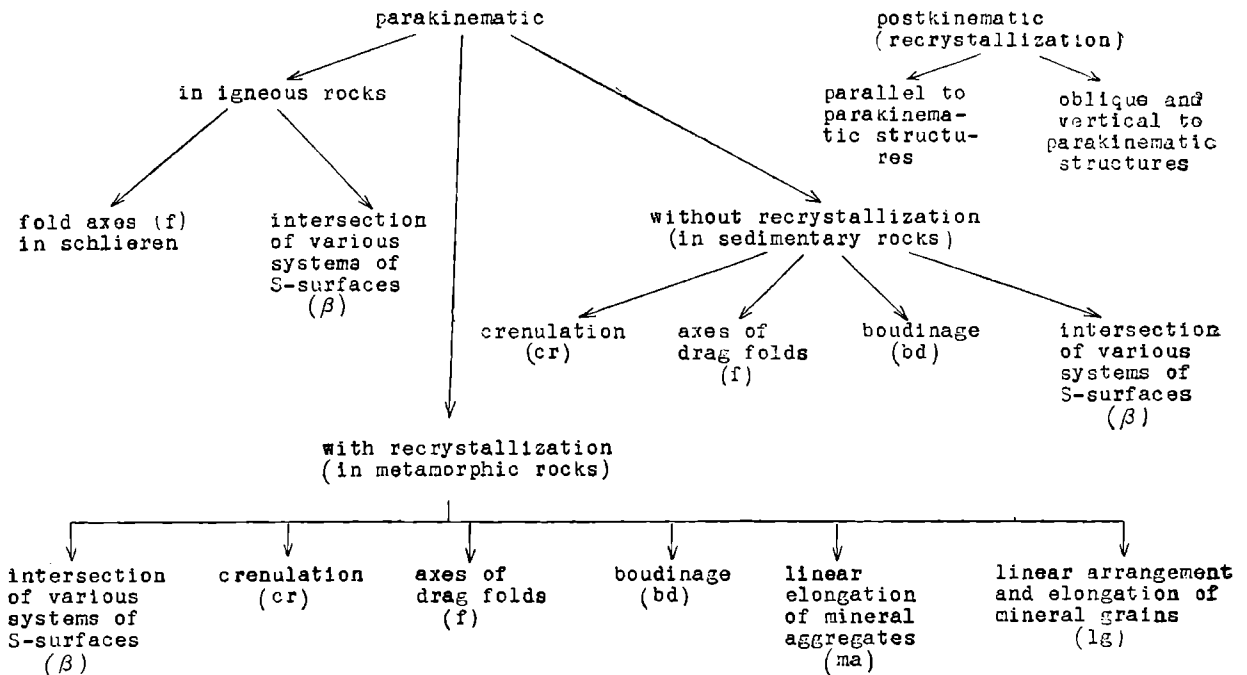 parakinematic
postkinematic
(recrystallization)
in igneous rocks
parallel to
parakinema-
tic structu-
res
oblique and
vertical to
parakinematic
structures
fold axes (f)
in schlieren
intersection
of various
systema of
S-surfaces
(β)
without recrystallization
(in sedimentary rocks)
crenulation
(cr)
axes of
drag folds
(f)
boudinage
(bd)
intersection
of various
systems of
S-surfaces
(β)
with recrystallization
(in metamorphic rocks)
intersection
of various
systems of
S-surfaces
(β)
crenulation
(cr)
axes of
drag folds
(f)
boudinage
(bd)
linear
elongation
of mineral
aggregates
(ma)
linear arrangement
and elongation of
mineral grains
(lg)